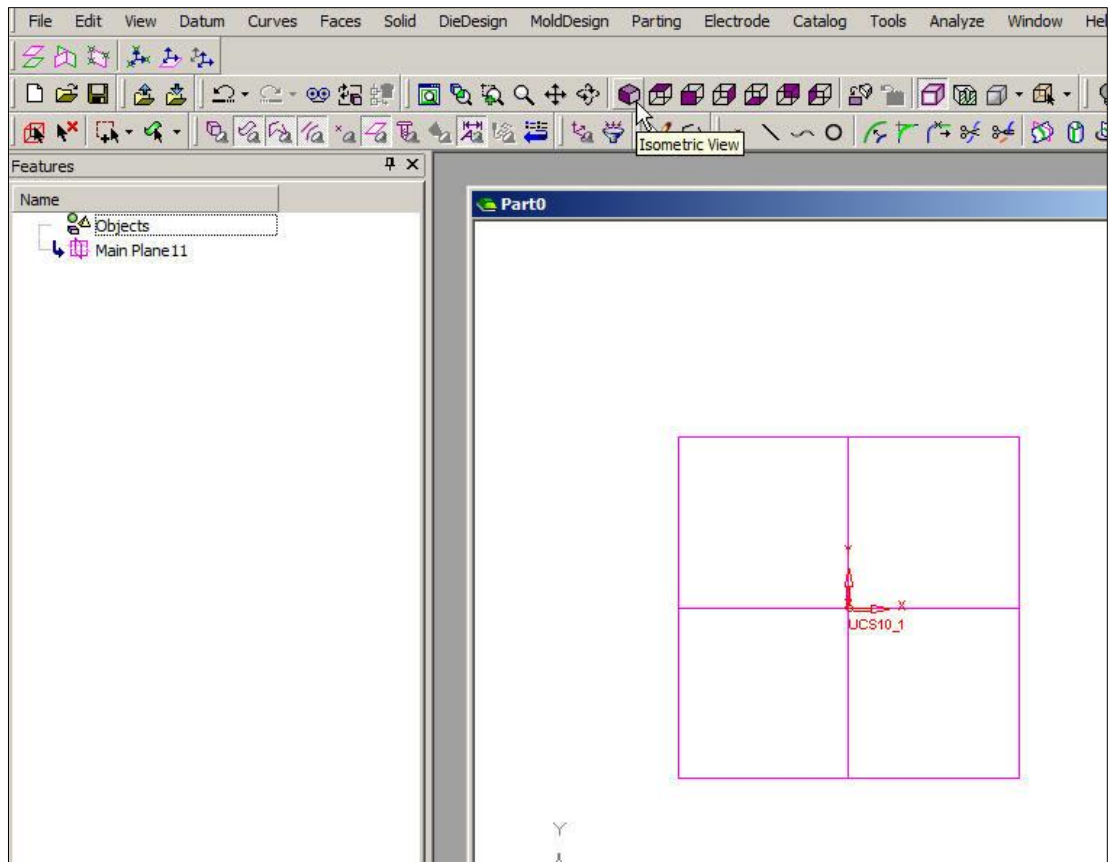 File Edit View Datum Curves Faces Solid DieDesign MoldDesign Parting Electrode Catalog Tools Analyze Window Hel
Isometric View
Features
Name
Objects
Main Plane11
Part0
Y
X
UCS10_1
Y